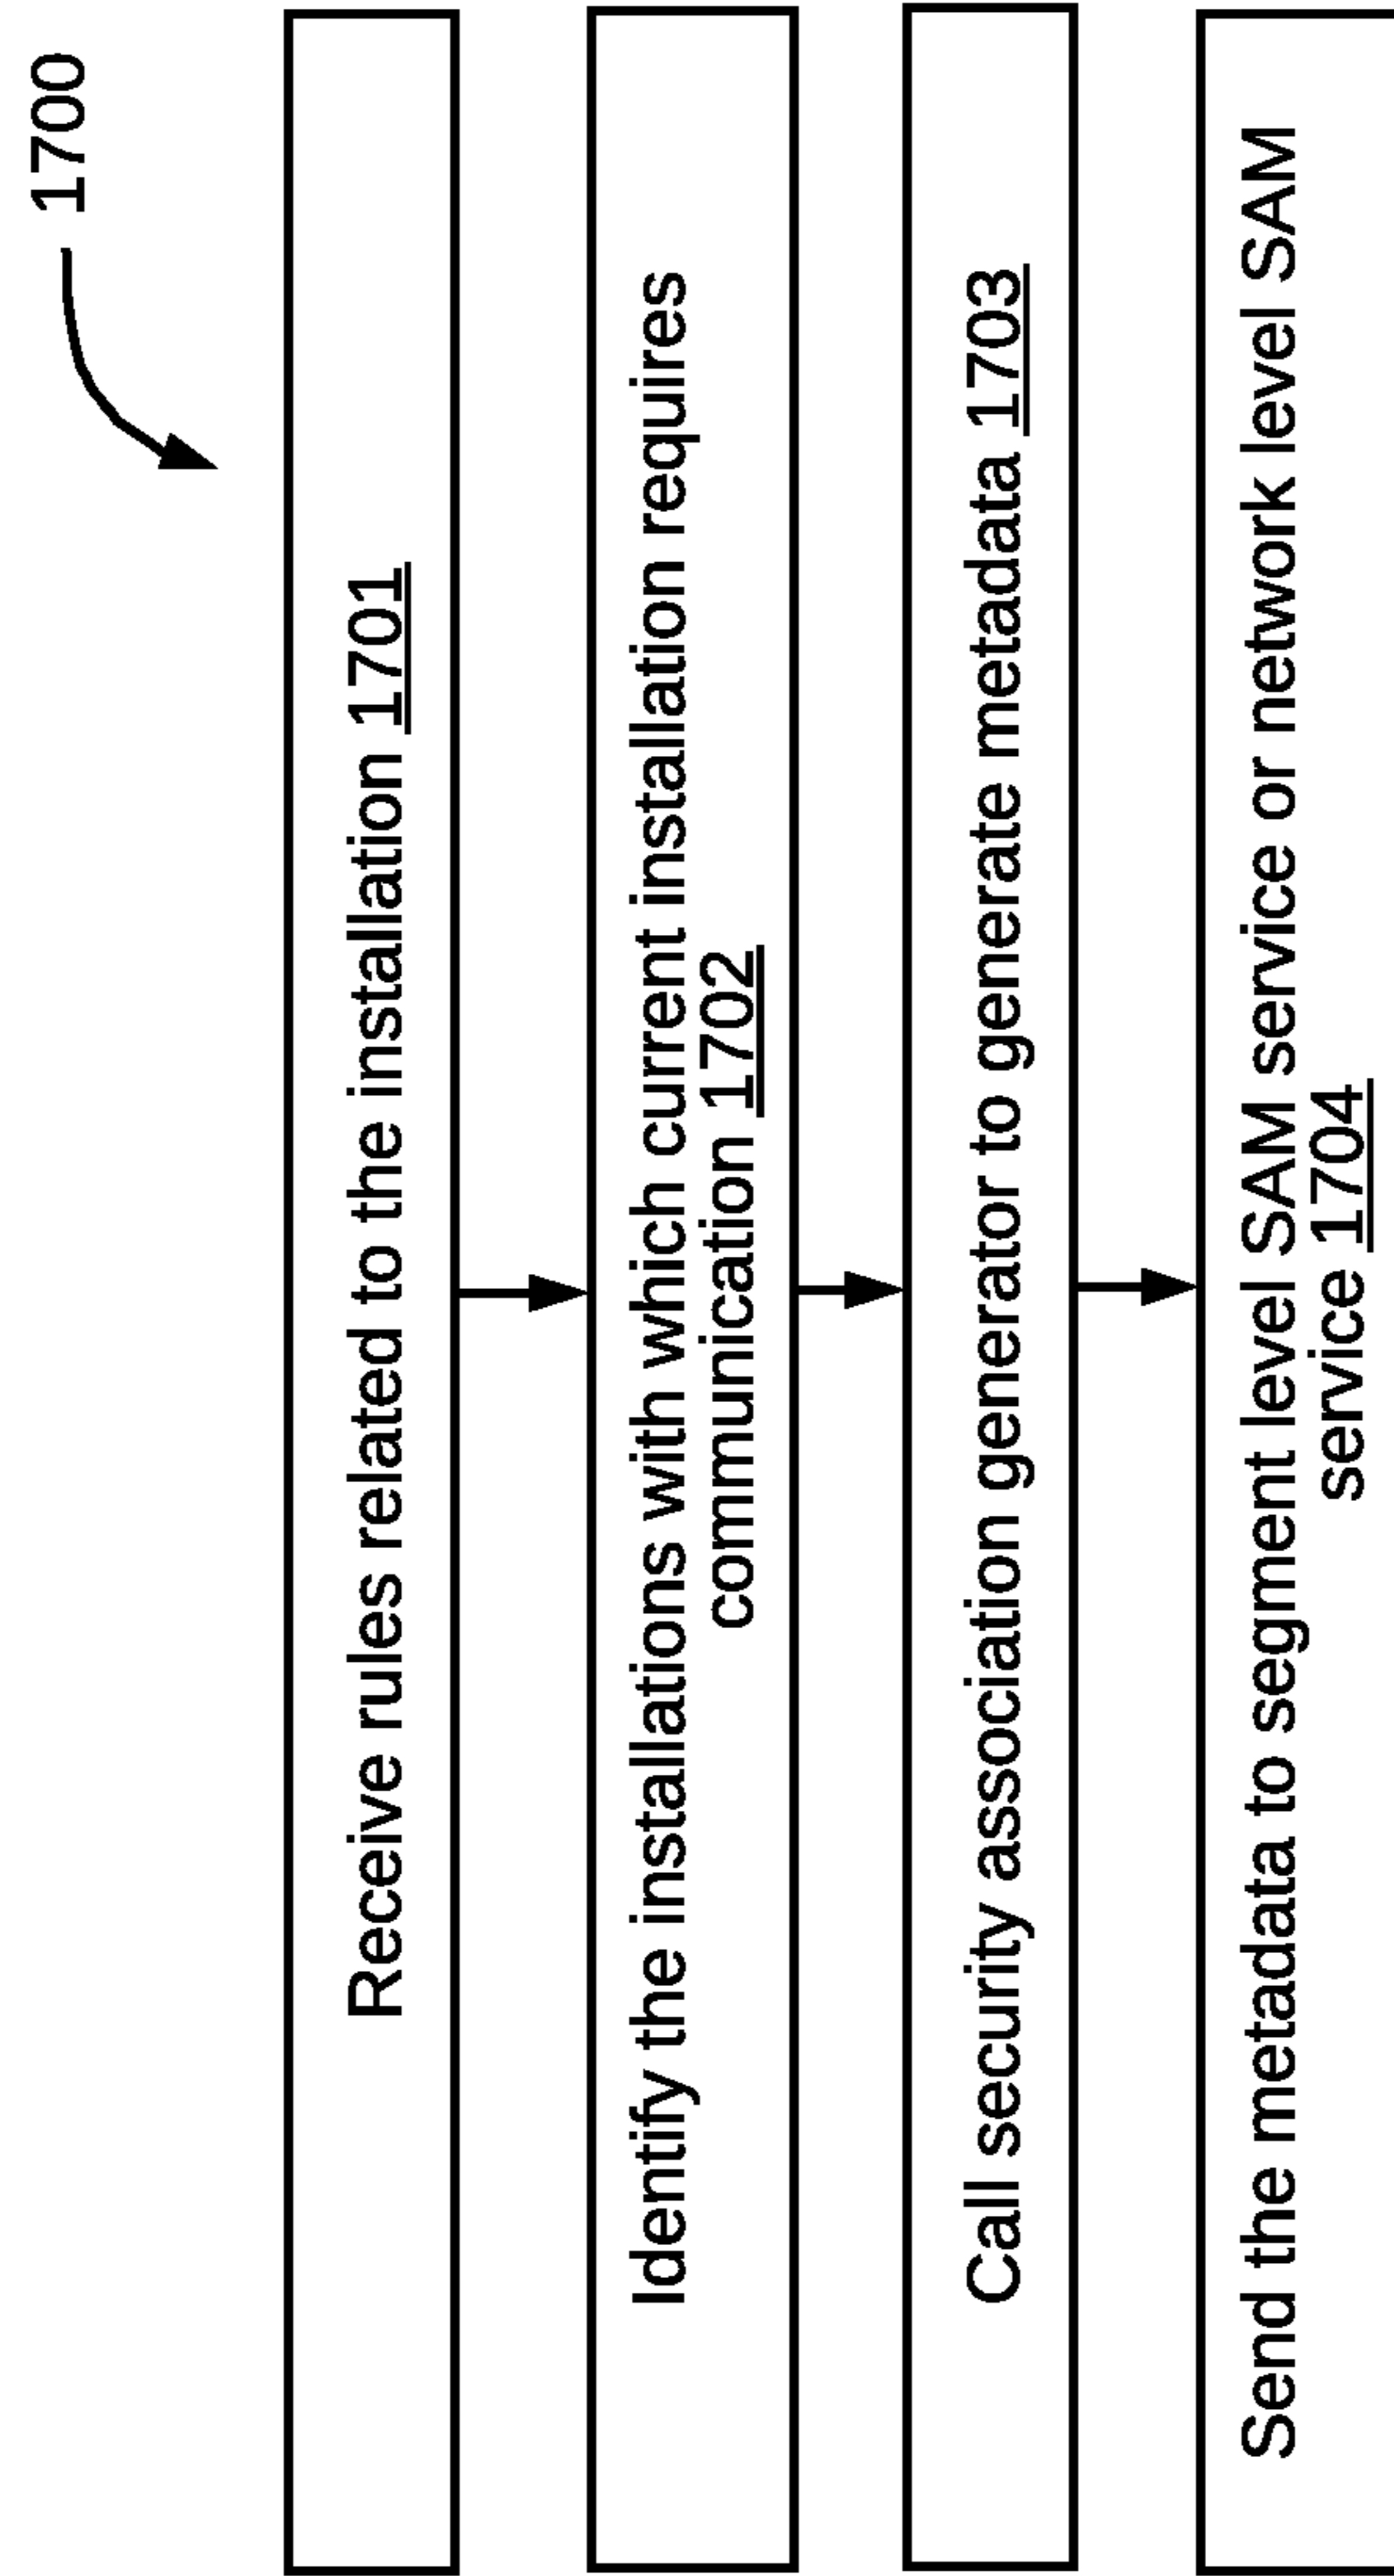 1700
Receive rules related to the installation 1701
Identify the installations with which current installation requires
communication 1702
Call security association generator to generate metadata 1703
Send the metadata to segment level SAM service or network level SAM
service 1704